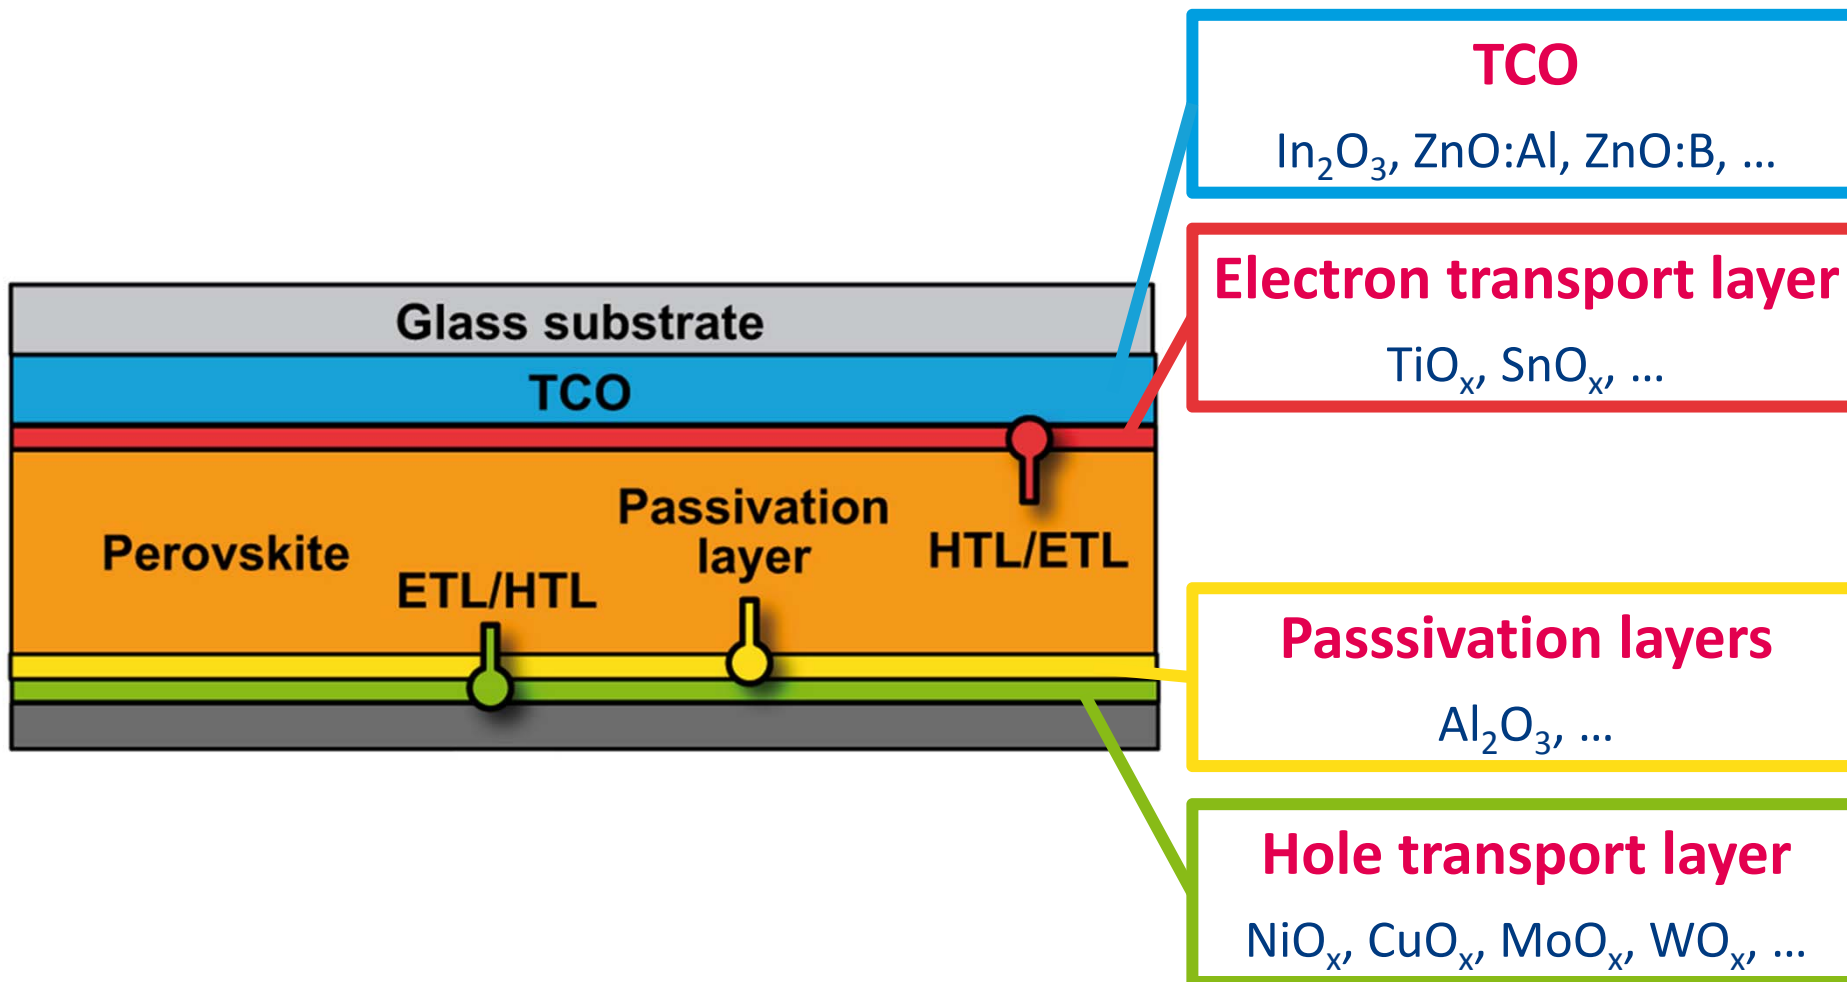 TCO
In₂O₃, ZnO:Al, ZnO:B, ...
Electron transport layer
TiOₓ, SnOₓ, ...
Glass substrate
TCO
Perovskite
ETL/HTL
Passivation
layer
HTL/ETL
Passsivation layers
Al₂O₃, ...
Hole transport layer
NiOₓ, CuOₓ, MoOₓ, WOₓ, ...